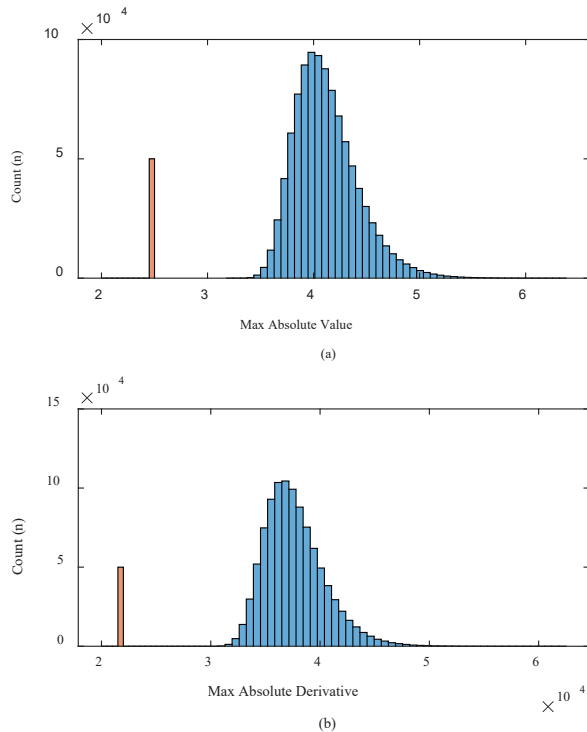 × 10 4
10
5
0
Count (n)
2 3 4 5 6
Max Absolute Value
(a)
× 10 4
15
10
5
0
Count (n)
2 3 4 5 6
Max Absolute Derivative
× 10 4
(b)